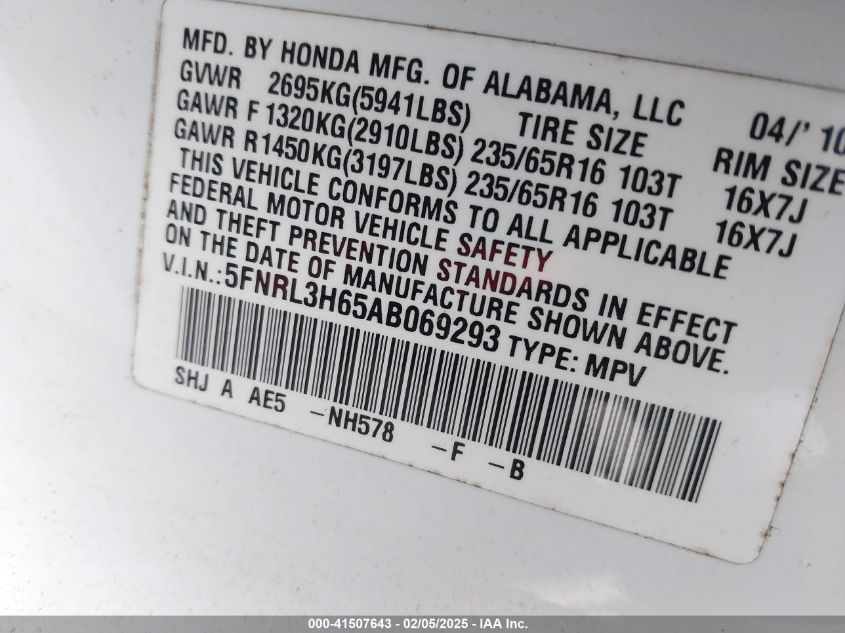 MFD. BY HONDA MFG. OF ALABAMA, LLC 04/'10
GVWR 2695KG(5941LBS) TIRE SIZE RIM SIZE
GAWR F 1320KG(2910LBS) 235/65R16 103T 16X7J
GAWR R1450KG(3197LBS) 235/65R16 103T 16X7J
THIS VEHICLE CONFORMS TO ALL APPLICABLE
FEDERAL MOTOR VEHICLE SAFETY
AND THEFT PREVENTION STANDARDS IN EFFECT
ON THE DATE OF MANUFACTURE SHOWN ABOVE.
V.I.N.: 5FNRL3H65AB069293 TYPE: MPV
SHJ A AE5 -NH578 -F -B
000-41507643 - 02/05/2025 - IAA Inc.